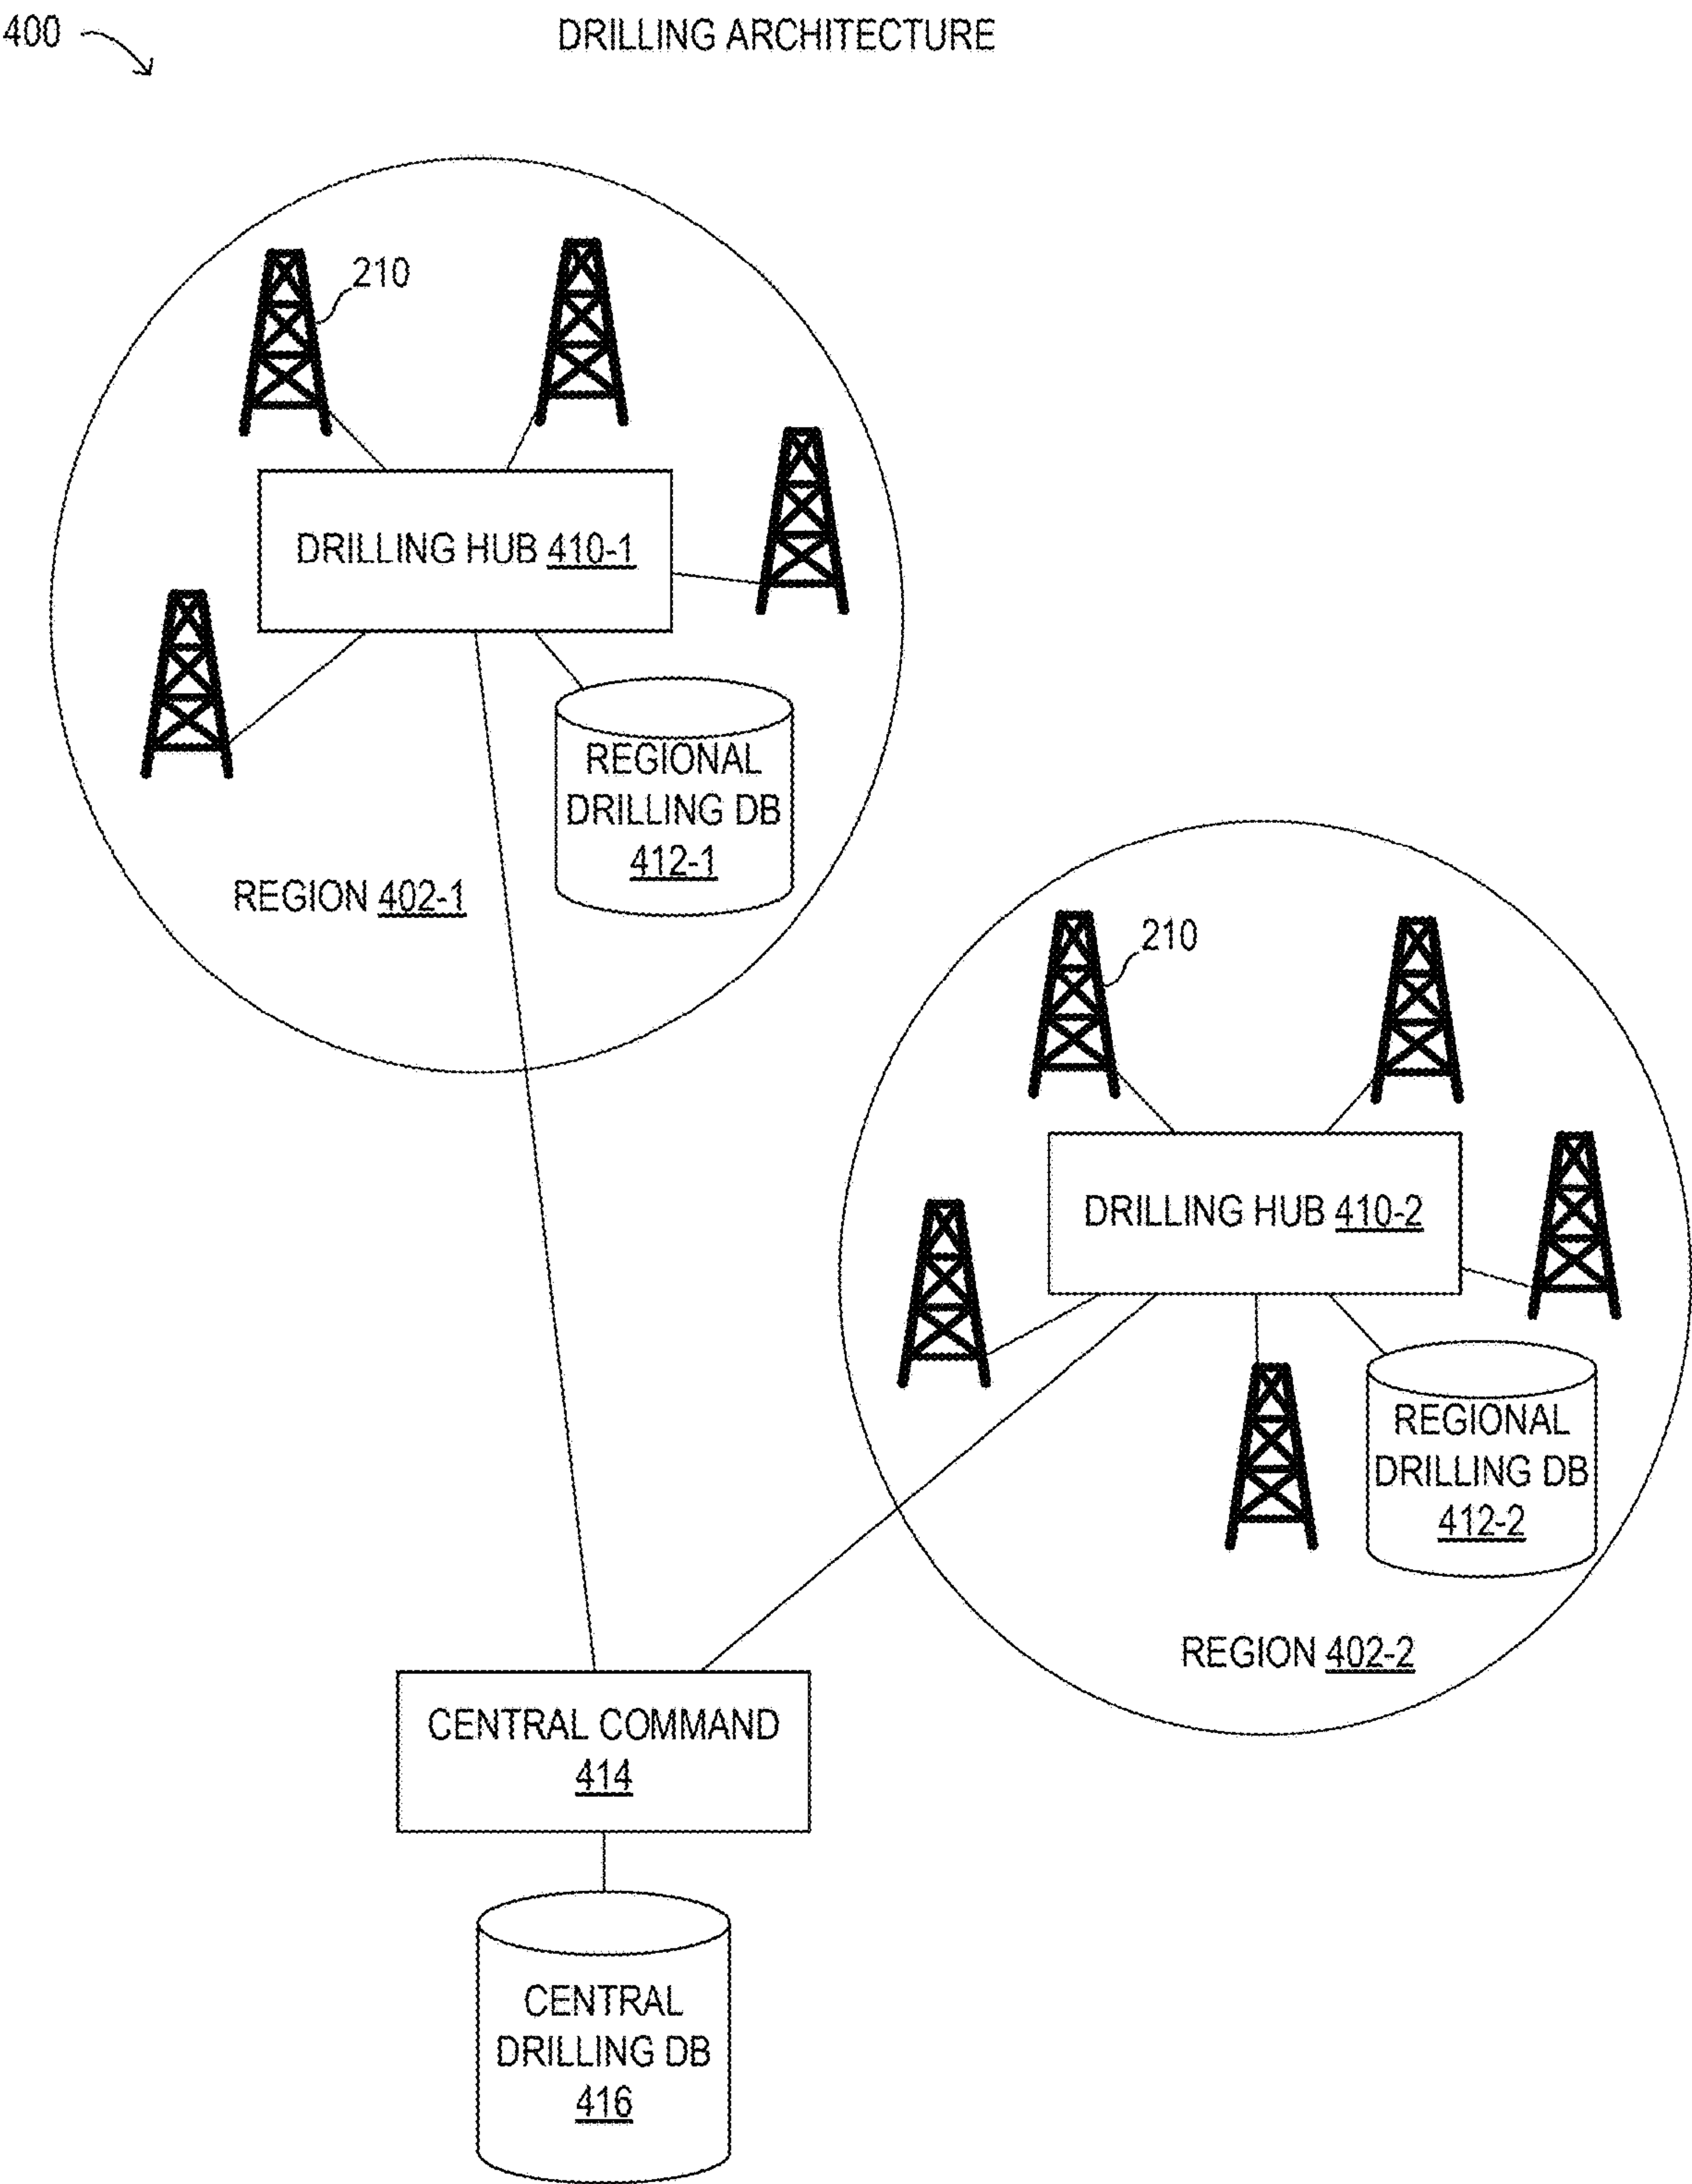 400
DRILLING ARCHITECTURE
210
DRILLING HUB 410-1
REGIONAL
DRILLING DB
412-1
REGION 402-1
210
DRILLING HUB 410-2
REGIONAL
DRILLING DB
412-2
REGION 402-2
CENTRAL COMMAND
414
CENTRAL
DRILLING DB
416